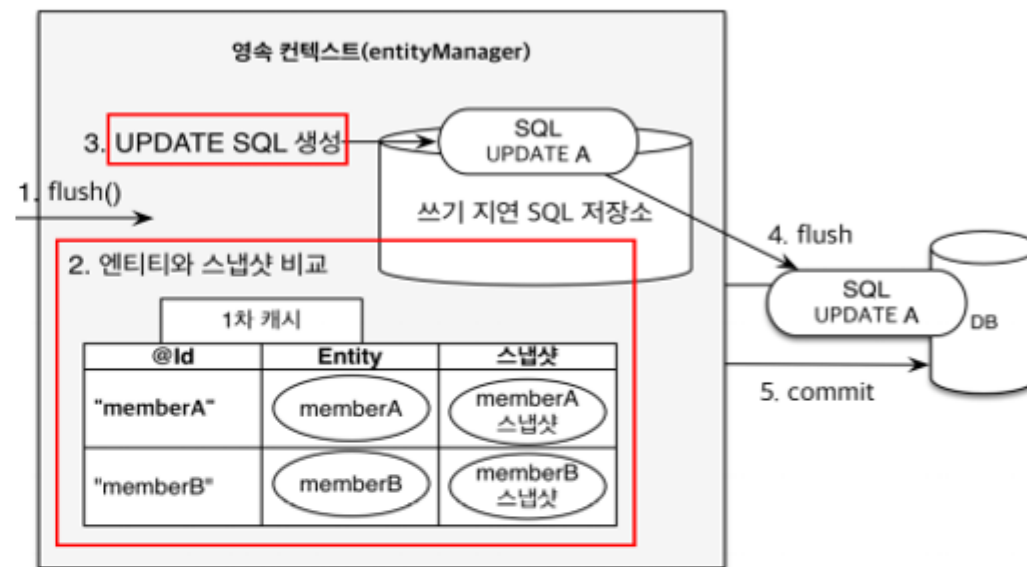 영속 컨텍스트(entityManager)
3. UPDATE SQL 생성
SQL
UPDATE A
1. flush()
쓰기 지연 SQL 저장소
4. flush
2. 엔티티와 스냅샷 비교
SQL
UPDATE A
DB
1차 캐시
@Id Entity 스냅샷
5. commit
"memberA" memberA memberA
스냅샷
"memberB" memberB memberB
스냅샷